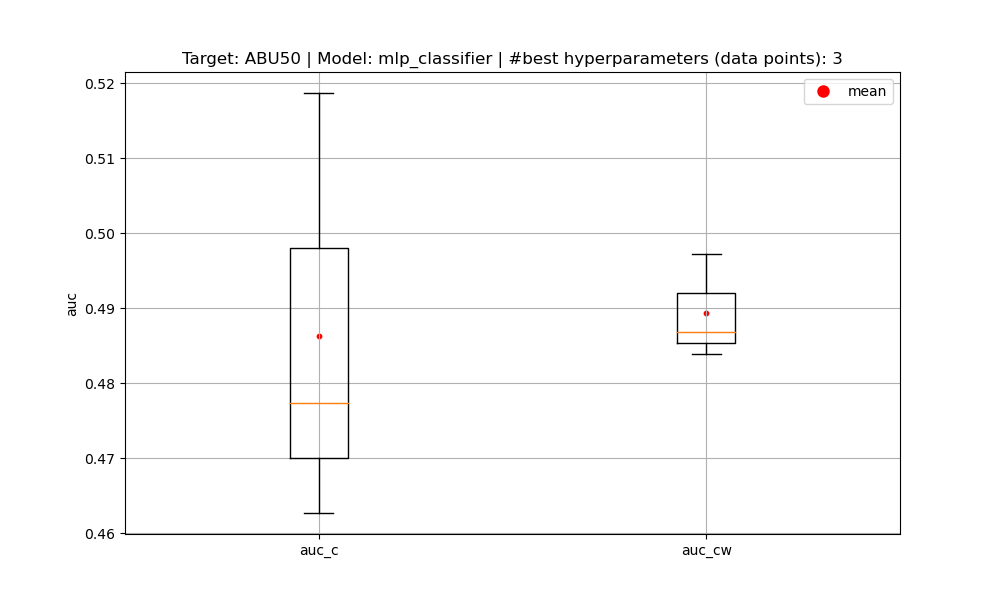 Target: ABU50 | Model: mlp_classifier | #best hyperparameters (data points): 3
mean
0.52
0.51
0.50
0.49
0.48
0.47
0.46
auc
auc_c
auc_cw